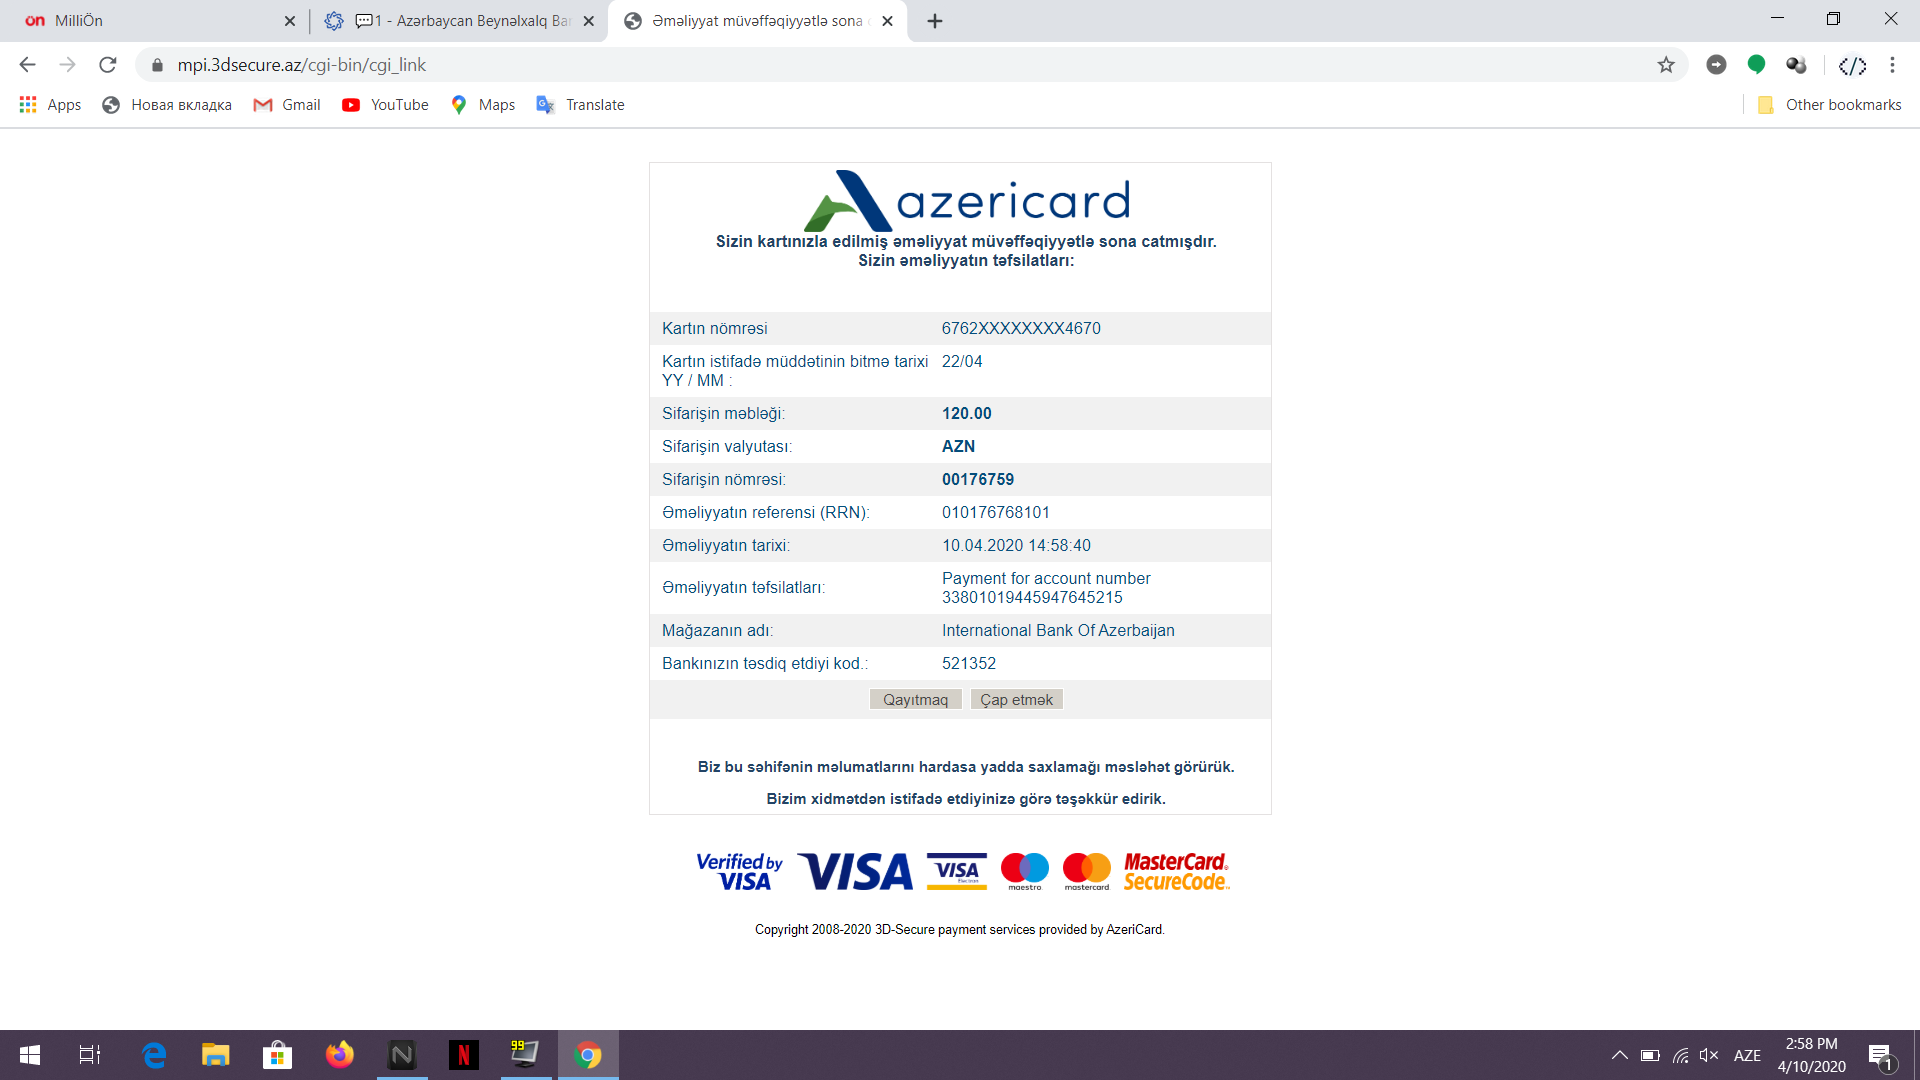 ön MilliÖn
1 - Azərbaycan Beynəlxalq Ba
Əməliyyat müvəffəqiyyətlə sona
mpi.3dsecure.az/cgi-bin/cgi_link
Apps
Новая вкладка
Gmail
YouTube
Maps
Translate
Other bookmarks
azericard
Sizin kartınızla edilmiş əməliyyat müvəffəqiyyətlə sona catmışdır.
Sizin əməliyyatın təfsilatları:
Kartın nömrəsi 6762XXXXXXXX4670
Kartın istifadə müddətinin bitmə tarixi 22/04
YY / MM :
Sifarişin məbləği: 120.00
Sifarişin valyutası: AZN
Sifarişin nömrəsi: 00176759
Əməliyyatın referensi (RRN): 010176768101
Əməliyyatın tarixi: 10.04.2020 14:58:40
Əməliyyatın təfsilatları: Payment for account number
33801019445947645215
Mağazanın adı: International Bank Of Azerbaijan
Bankınızın təsdiq etdiyi kod.: 521352
Qayıtmaq Çap etmək
Biz bu səhifənin məlumatlarını hardasa yadda saxlamağı məsləhət görürük.
Bizim xidmətdən istifadə etdiyinizə görə təşəkkür edirik.
Verified by VISA
VISA
VISA Electron
maestro
mastercard
MasterCard. SecureCode.
Copyright 2008-2020 3D-Secure payment services provided by AzeriCard.
99
AZE
2:58 PM
4/10/2020
1